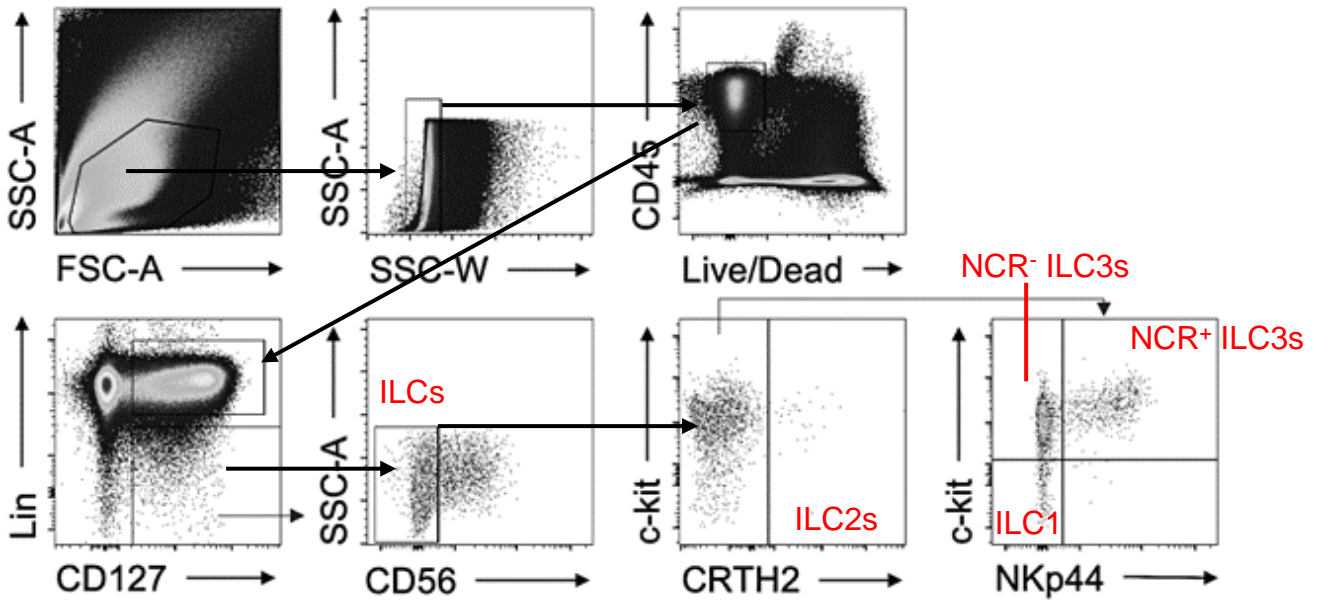 SSC-A
FSC-A
SSC-A
SSC-W
CD45
Live/Dead
NCR⁻ ILC3s
NCR⁺ ILC3s
Lin
CD127
ILCs
SSC-A
CD56
c-kit
ILC2s
CRTH2
c-kit
ILC1
NKp44